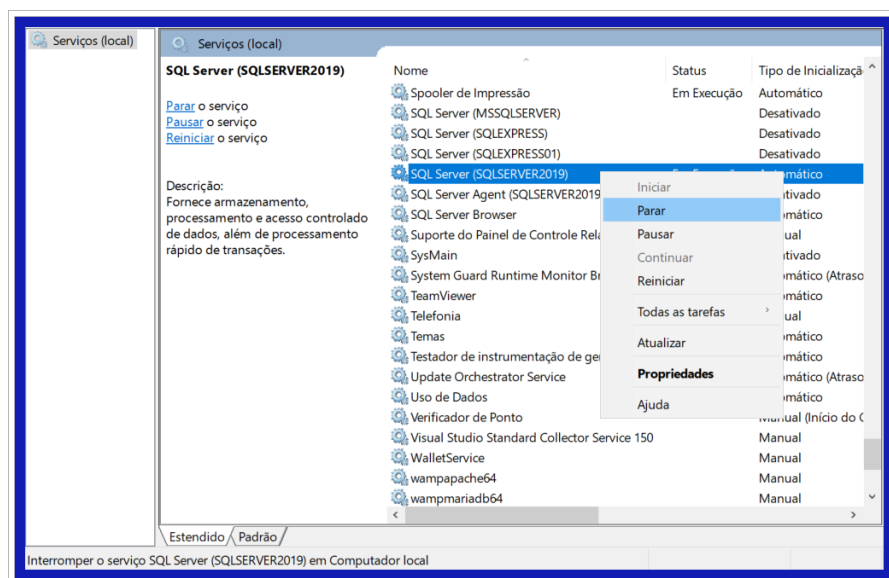 Serviços (local)
Serviços (local)
SQL Server (SQLSERVER2019)
Parar o serviço
Pausar o serviço
Reiniciar o serviço
Descrição:
Fornece armazenamento,
processamento e acesso controlado
de dados, além de processamento
rápido de transações.
Nome Status Tipo de Inicializaçã
Spooler de Impressão Em Execução Automático
SQL Server (MSSQLSERVER) Desativado
SQL Server (SQLEXPRESS) Desativado
SQL Server (SQLEXPRESS01) Desativado
SQL Server (SQLSERVER2019)
SQL Server Agent (SQLSERVER2019
SQL Server Browser
Suporte do Painel de Controle Rela
SysMain
System Guard Runtime Monitor Br
TeamViewer
Telefonia
Temas
Testador de instrumentação de ge
Update Orchestrator Service
Uso de Dados
Verificador de Ponto
Visual Studio Standard Collector Service 150 Manual
WalletService Manual
wampapache64 Manual
wampmariadb64 Manual
Iniciar
Parar
Pausar
Continuar
Reiniciar
Todas as tarefas
Atualizar
Propriedades
Ajuda
Estendido Padrão
Interromper o serviço SQL Server (SQLSERVER2019) em Computador local